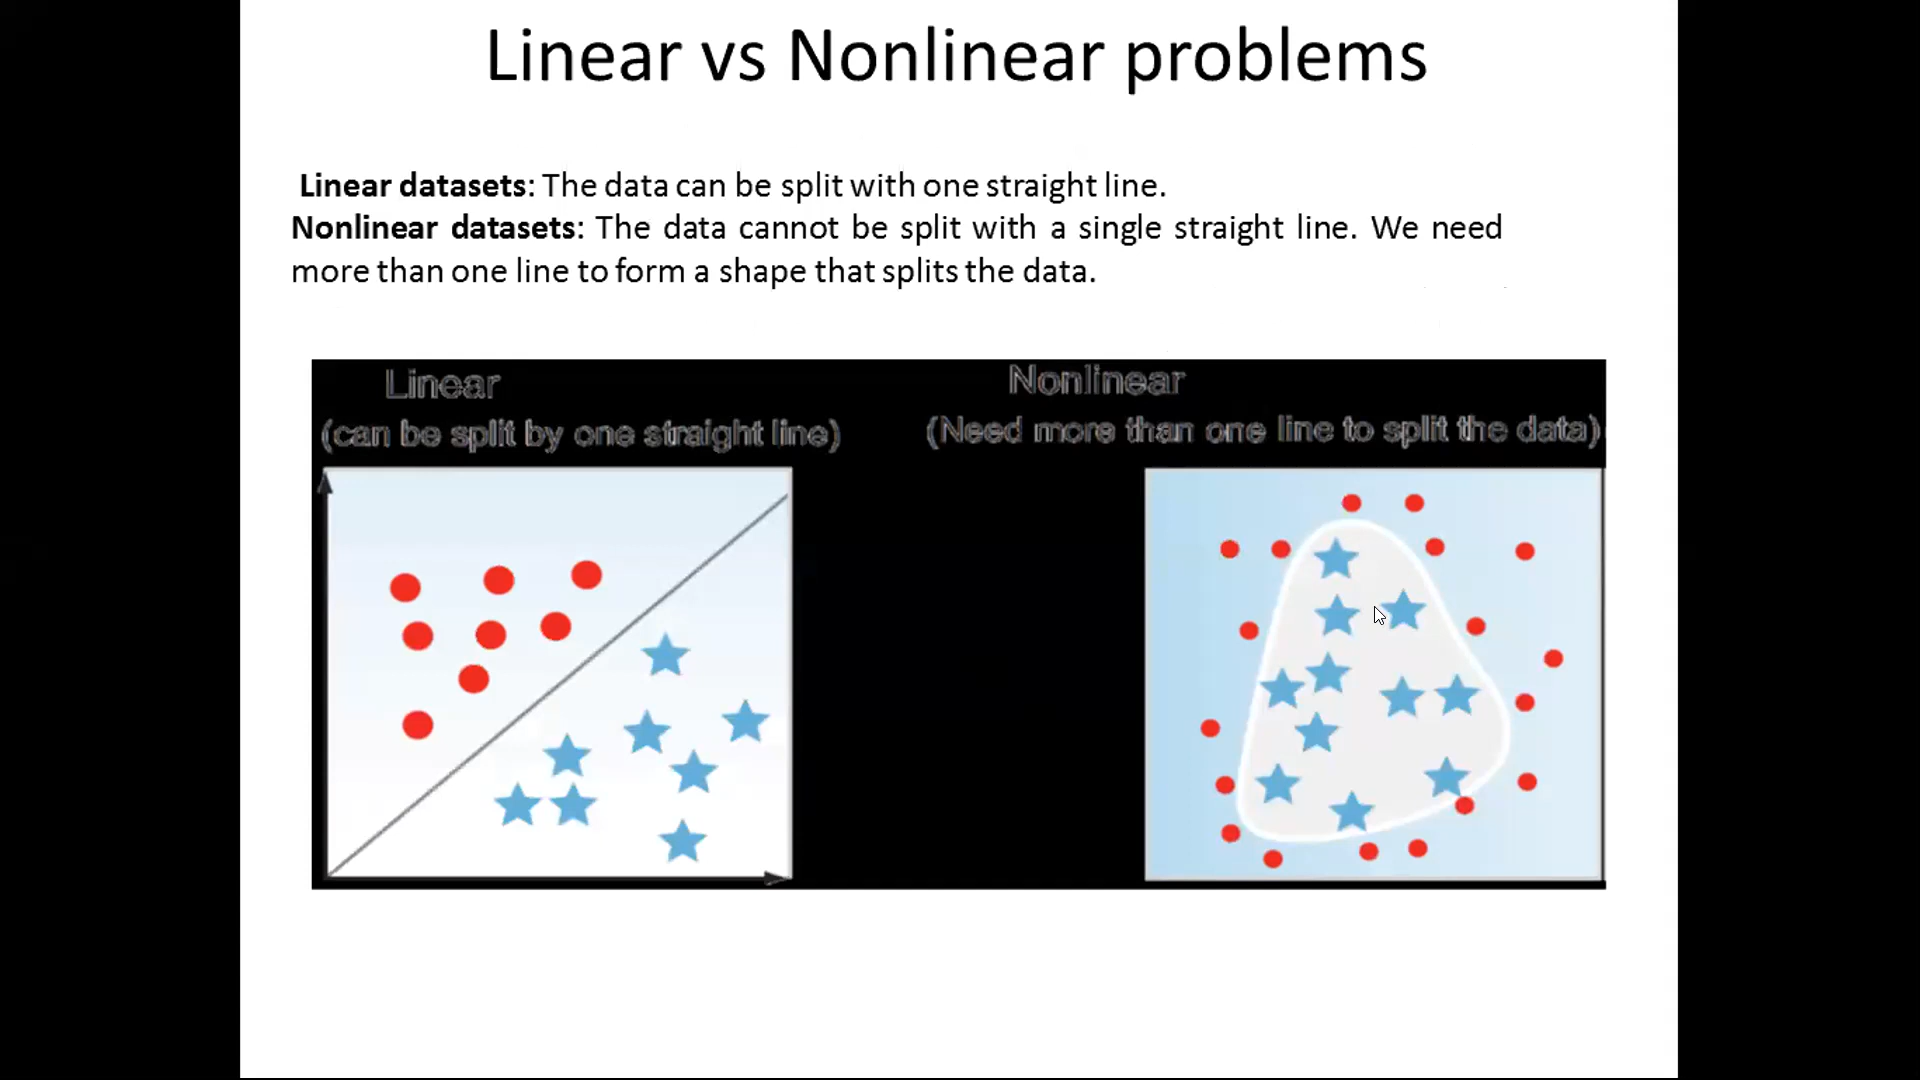 Linear vs Nonlinear problems
Linear datasets: The data can be split with one straight line.
Nonlinear datasets: The data cannot be split with a single straight line. We need
more than one line to form a shape that splits the data.
Linear
(can be split by one straight line)
Nonlinear
(Need more than one line to split the data)